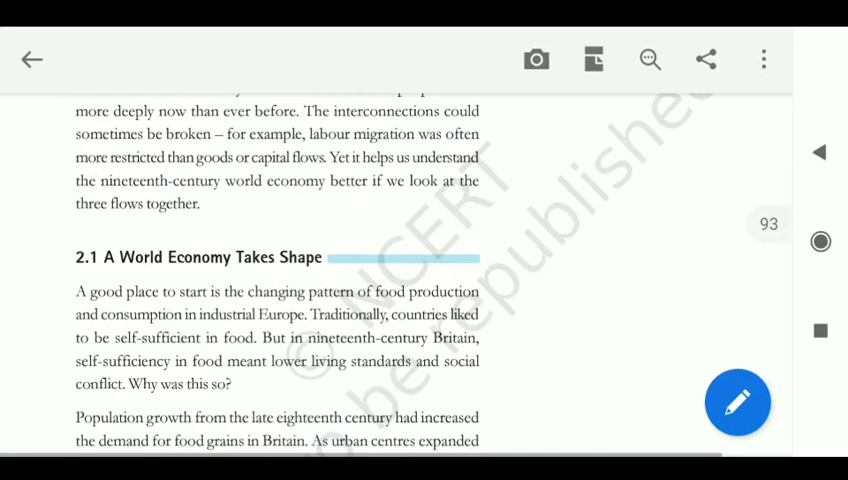 more deeply now than ever before. The interconnections could
sometimes be broken – for example, labour migration was often
more restricted than goods or capital flows. Yet it helps us understand
the nineteenth-century world economy better if we look at the
three flows together.
93
2.1 A World Economy Takes Shape
A good place to start is the changing pattern of food production
and consumption in industrial Europe. Traditionally, countries liked
to be self-sufficient in food. But in nineteenth-century Britain,
self-sufficiency in food meant lower living standards and social
conflict. Why was this so?
Population growth from the late eighteenth century had increased
the demand for food grains in Britain. As urban centres expanded
© NCERT
to be republished